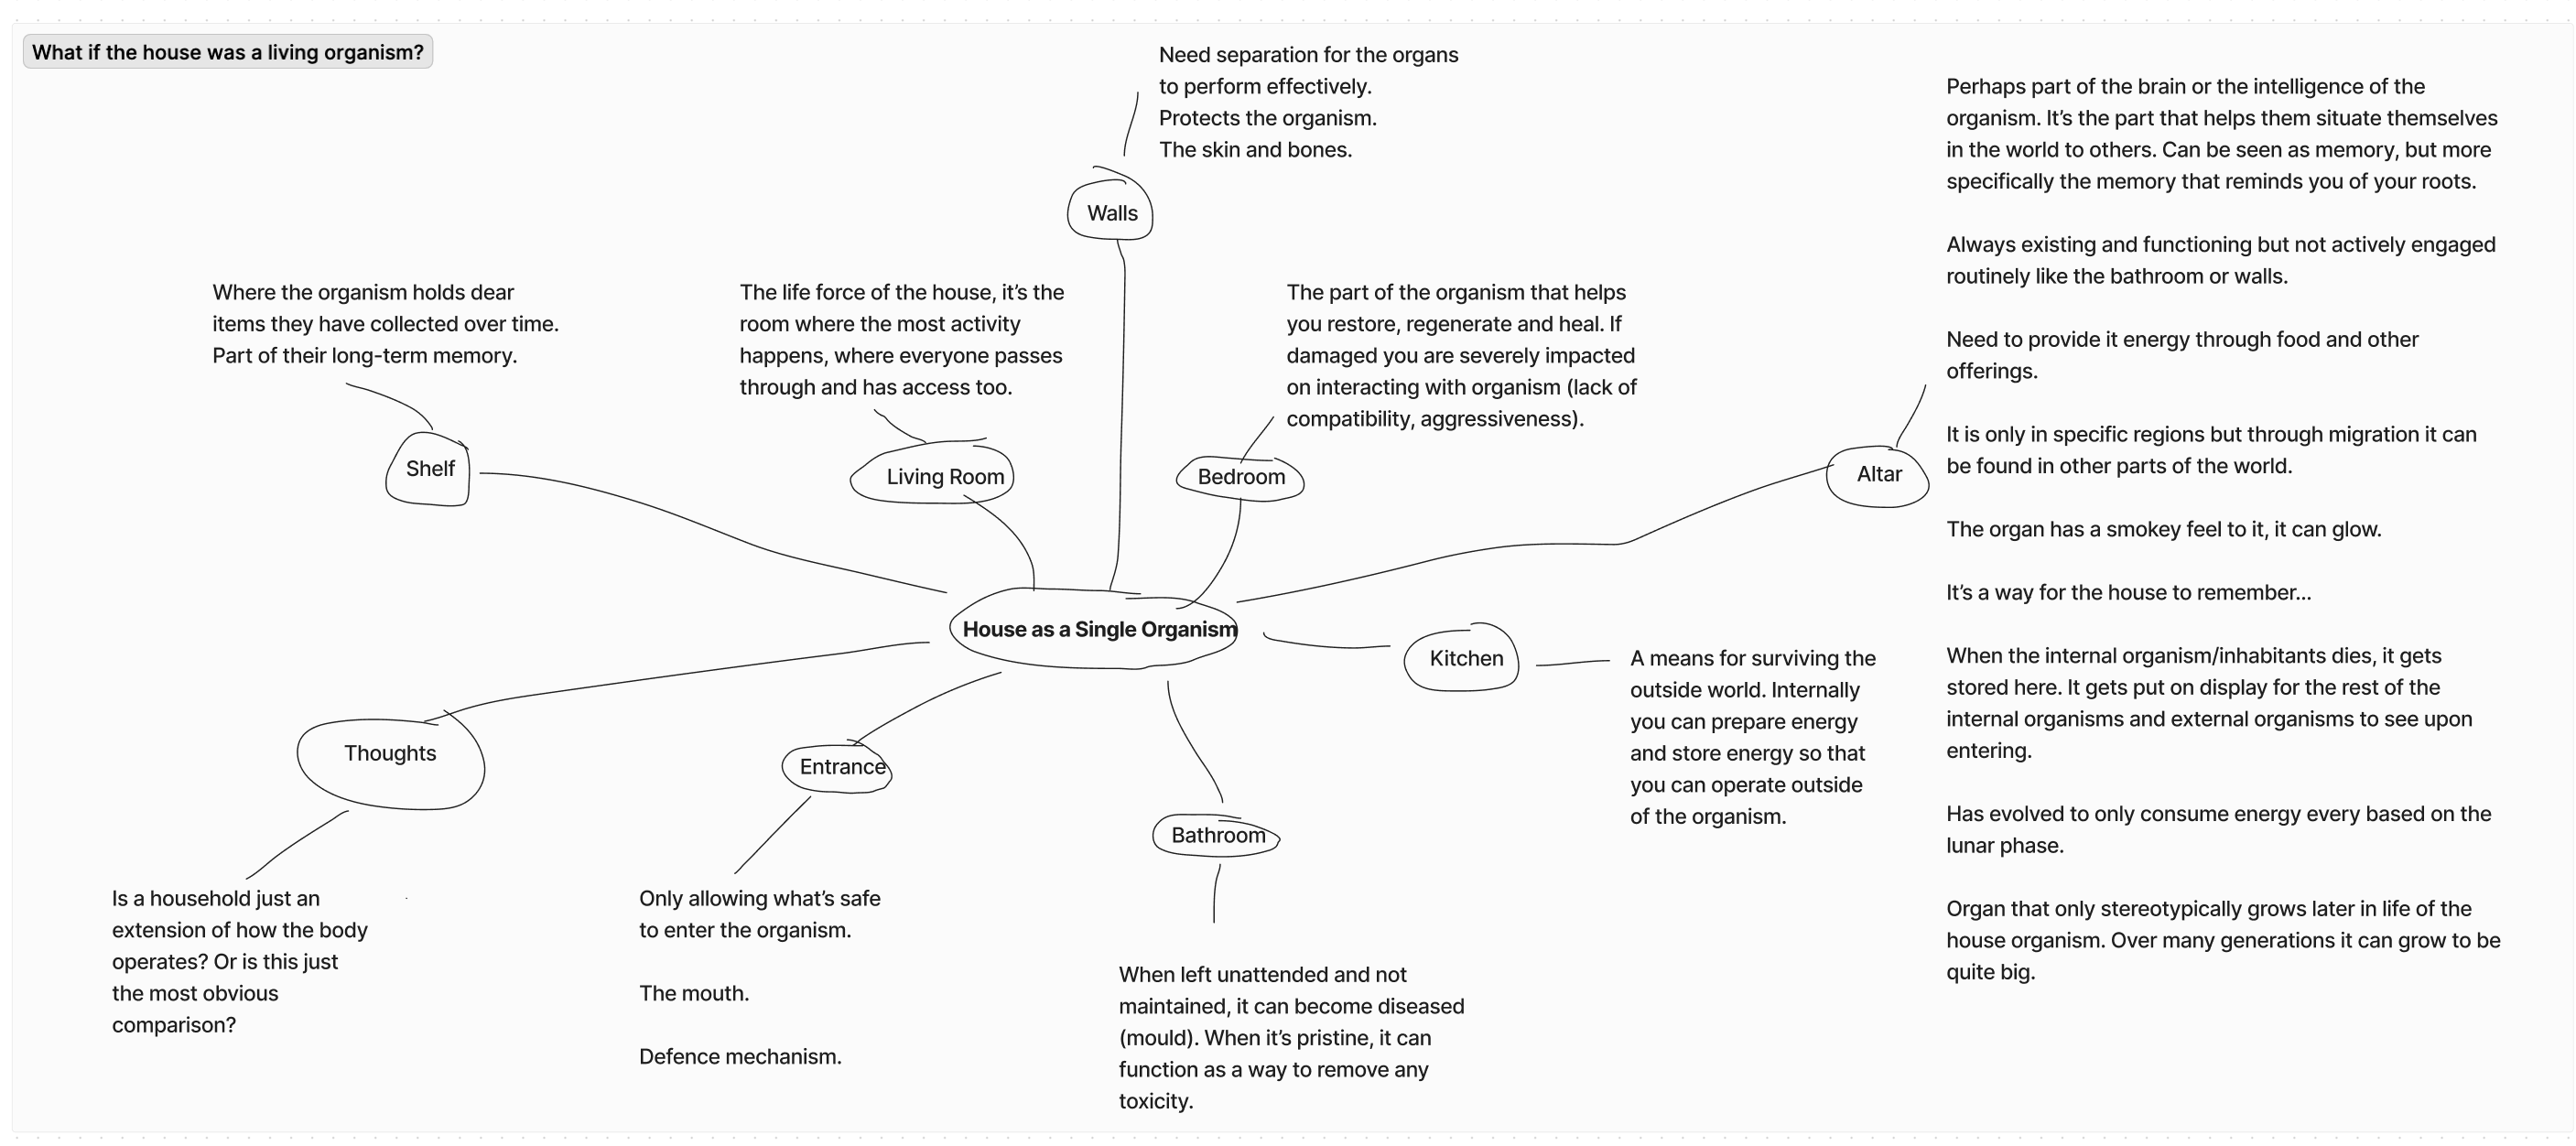 What if the house was a living organism?
Need separation for the organs
to perform effectively.
Protects the organism.
The skin and bones.
Walls
Where the organism holds dear
items they have collected over time.
Part of their long-term memory.
Shelf
The life force of the house, it's the
room where the most activity
happens, where everyone passes
through and has access too.
Living Room
The part of the organism that helps
you restore, regenerate and heal. If
damaged you are severely impacted
on interacting with organism (lack of
compatibility, aggressiveness).
Bedroom
Perhaps part of the brain or the intelligence of the
organism. It's the part that helps them situate themselves
in the world to others. Can be seen as memory, but more
specifically the memory that reminds you of your roots.
Always existing and functioning but not actively engaged
routinely like the bathroom or walls.
Need to provide it energy through food and other
offerings.
It is only in specific regions but through migration it can
be found in other parts of the world.
The organ has a smokey feel to it, it can glow.
It's a way for the house to remember...
When the internal organism/inhabitants dies, it gets
stored here. It gets put on display for the rest of the
internal organisms and external organisms to see upon
entering.
Has evolved to only consume energy every based on the
lunar phase.
Organ that only stereotypically grows later in life of the
house organism. Over many generations it can grow to be
quite big.
Altar
House as a Single Organism
Kitchen
A means for surviving the
outside world. Internally
you can prepare energy
and store energy so that
you can operate outside
of the organism.
Thoughts
Is a household just an
extension of how the body
operates? Or is this just
the most obvious
comparison?
Entrance
Only allowing what's safe
to enter the organism.
The mouth.
Defence mechanism.
Bathroom
When left unattended and not
maintained, it can become diseased
(mould). When it's pristine, it can
function as a way to remove any
toxicity.